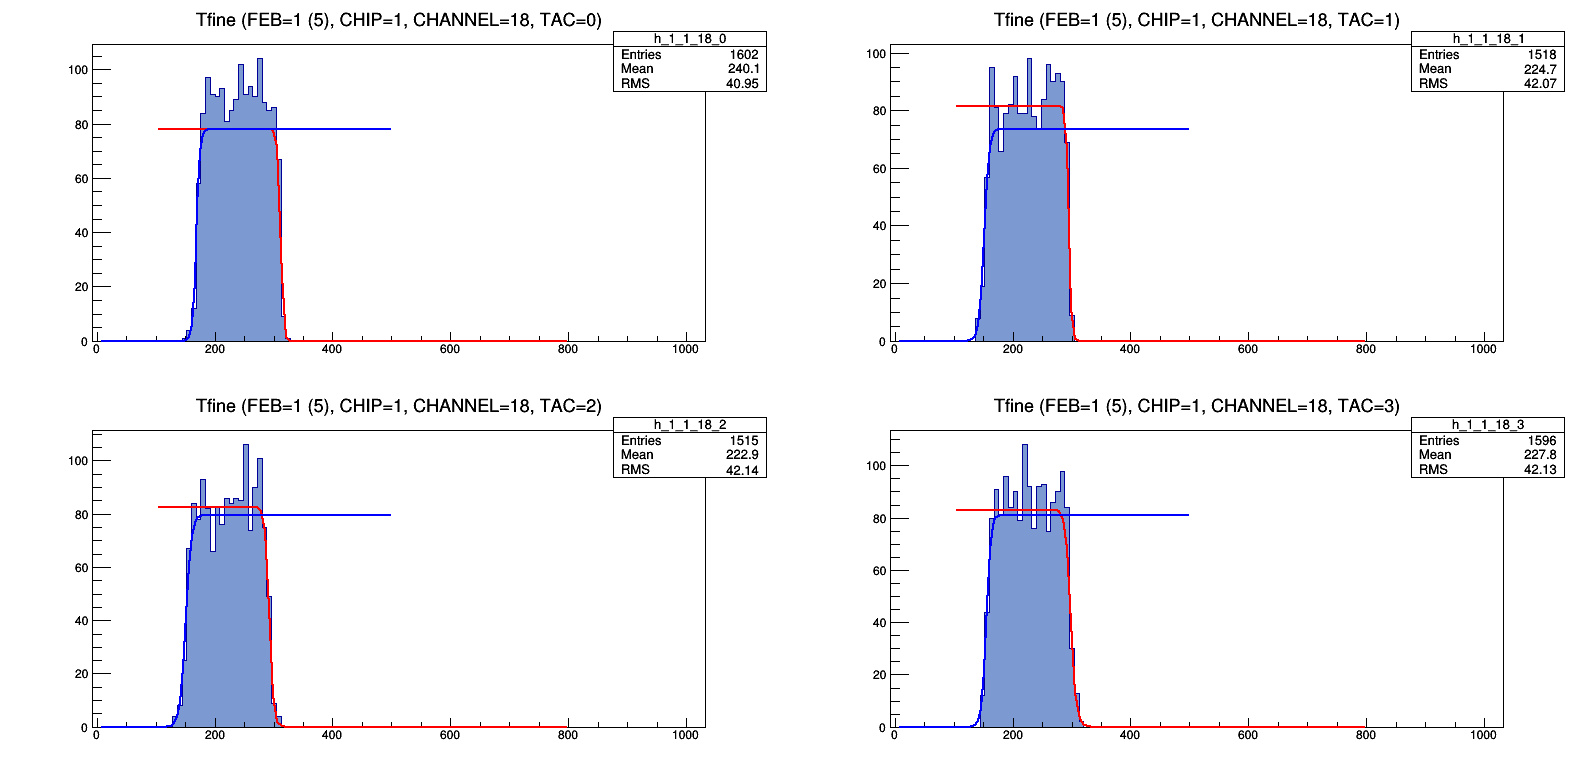 Tfine (FEB=1 (5), CHIP=1, CHANNEL=18, TAC=0)
h_1_1_18_0
Entries 1602
Mean 240.1
RMS 40.95
100
80
60
40
20
0
0 200 400 600 800 1000
Tfine (FEB=1 (5), CHIP=1, CHANNEL=18, TAC=1)
h_1_1_18_1
Entries 1518
Mean 224.7
RMS 42.07
100
80
60
40
20
0
0 200 400 600 800 1000
Tfine (FEB=1 (5), CHIP=1, CHANNEL=18, TAC=2)
h_1_1_18_2
Entries 1515
Mean 222.9
RMS 42.14
100
80
60
40
20
0
0 200 400 600 800 1000
Tfine (FEB=1 (5), CHIP=1, CHANNEL=18, TAC=3)
h_1_1_18_3
Entries 1596
Mean 227.8
RMS 42.13
100
80
60
40
20
0
0 200 400 600 800 1000